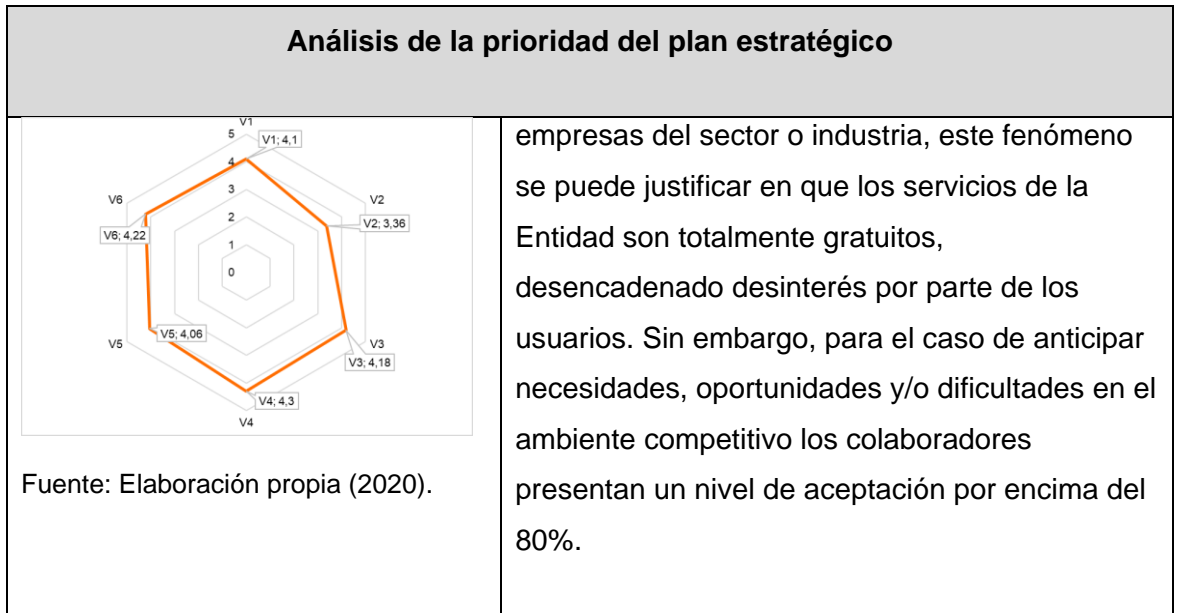 Análisis de la prioridad del plan estratégico
V1
5
V1; 4,1
4
3
V6
V2
2
V2; 3,36
V6; 4,22
1
0
V5; 4,06
V5
V3
V3; 4,18
V4; 4,3
V4
Fuente: Elaboración propia (2020).
empresas del sector o industria, este fenómeno
se puede justificar en que los servicios de la
Entidad son totalmente gratuitos,
desencadenado desinterés por parte de los
usuarios. Sin embargo, para el caso de anticipar
necesidades, oportunidades y/o dificultades en el
ambiente competitivo los colaboradores
presentan un nivel de aceptación por encima del
80%.